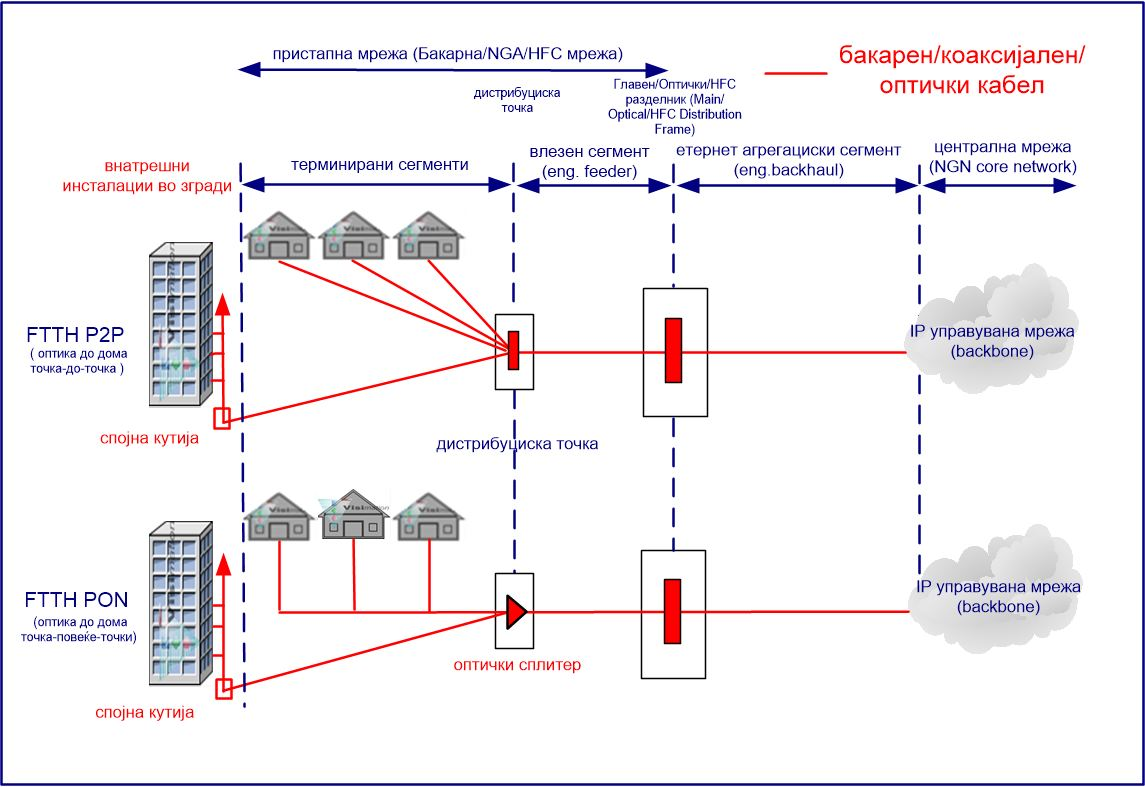 пристапна мрежа (Бакарна/NGA/HFC мрежа)
бакарен/коаксијален/
оптички кабел
дистрибуциска
точка
Главен/Оптички/HFC
разделник (Main/
Optical/HFC Distribution
Frame)
внатрешни
инсталации во згради
терминирани сегменти
влезен сегмент
(eng. feeder)
етернет агрегациски сегмент
(eng.backhaul)
централна мрежа
(NGN core network)
FTTH P2P
( оптика до дома
точка-до-точка )
IP управувана мрежа
(backbone)
спојна кутија
дистрибуциска точка
Visimation
FTTH PON
(оптика до дома
точка-повеќе-точки)
IP управувана мрежа
(backbone)
оптички сплитер
спојна кутија